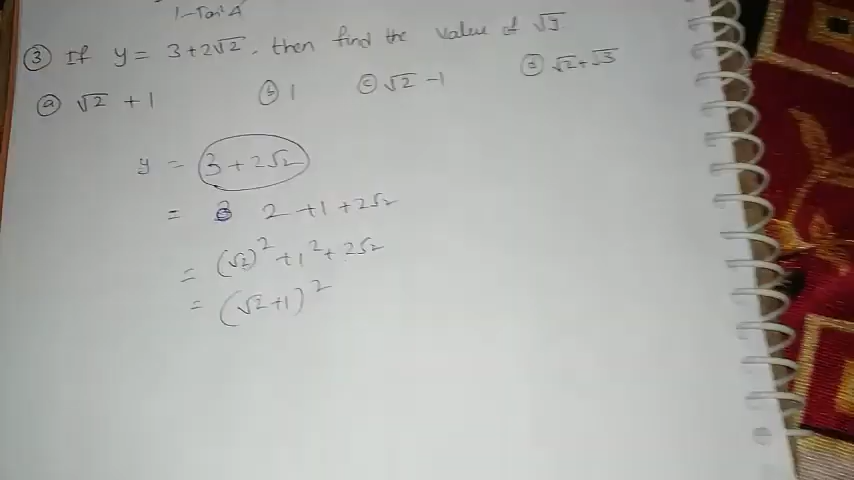 1-Tan²A
③ If y = 3+2√2, then find the value of √y
ⓐ √2 + 1 ⓑ 1 ⓒ √2 - 1 ⓓ √2+√3
y = 3+2√2
= 2 +1 +2√2
= (√2)² +1² + 2√2
= (√2+1)²